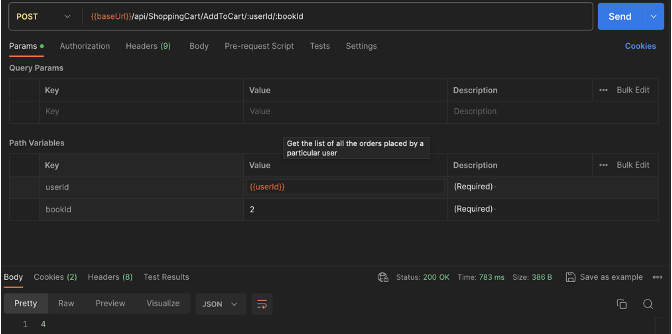 POST {{baseUrl}}/api/ShoppingCart/AddToCart/:userId/:bookId Send
Params Authorization Headers (9) Body Pre-request Script Tests Settings Cookies
Query Params
Key Value Description ••• Bulk Edit
Key Value Description
Path Variables
Get the list of all the orders placed by a
particular user
Key Value Description ••• Bulk Edit
userId {{userId}} (Required)
bookId 2 (Required)
Body Cookies (2) Headers (8) Test Results Status: 200 OK Time: 783 ms Size: 386 B Save as example •••
Pretty Raw Preview Visualize JSON
1 4